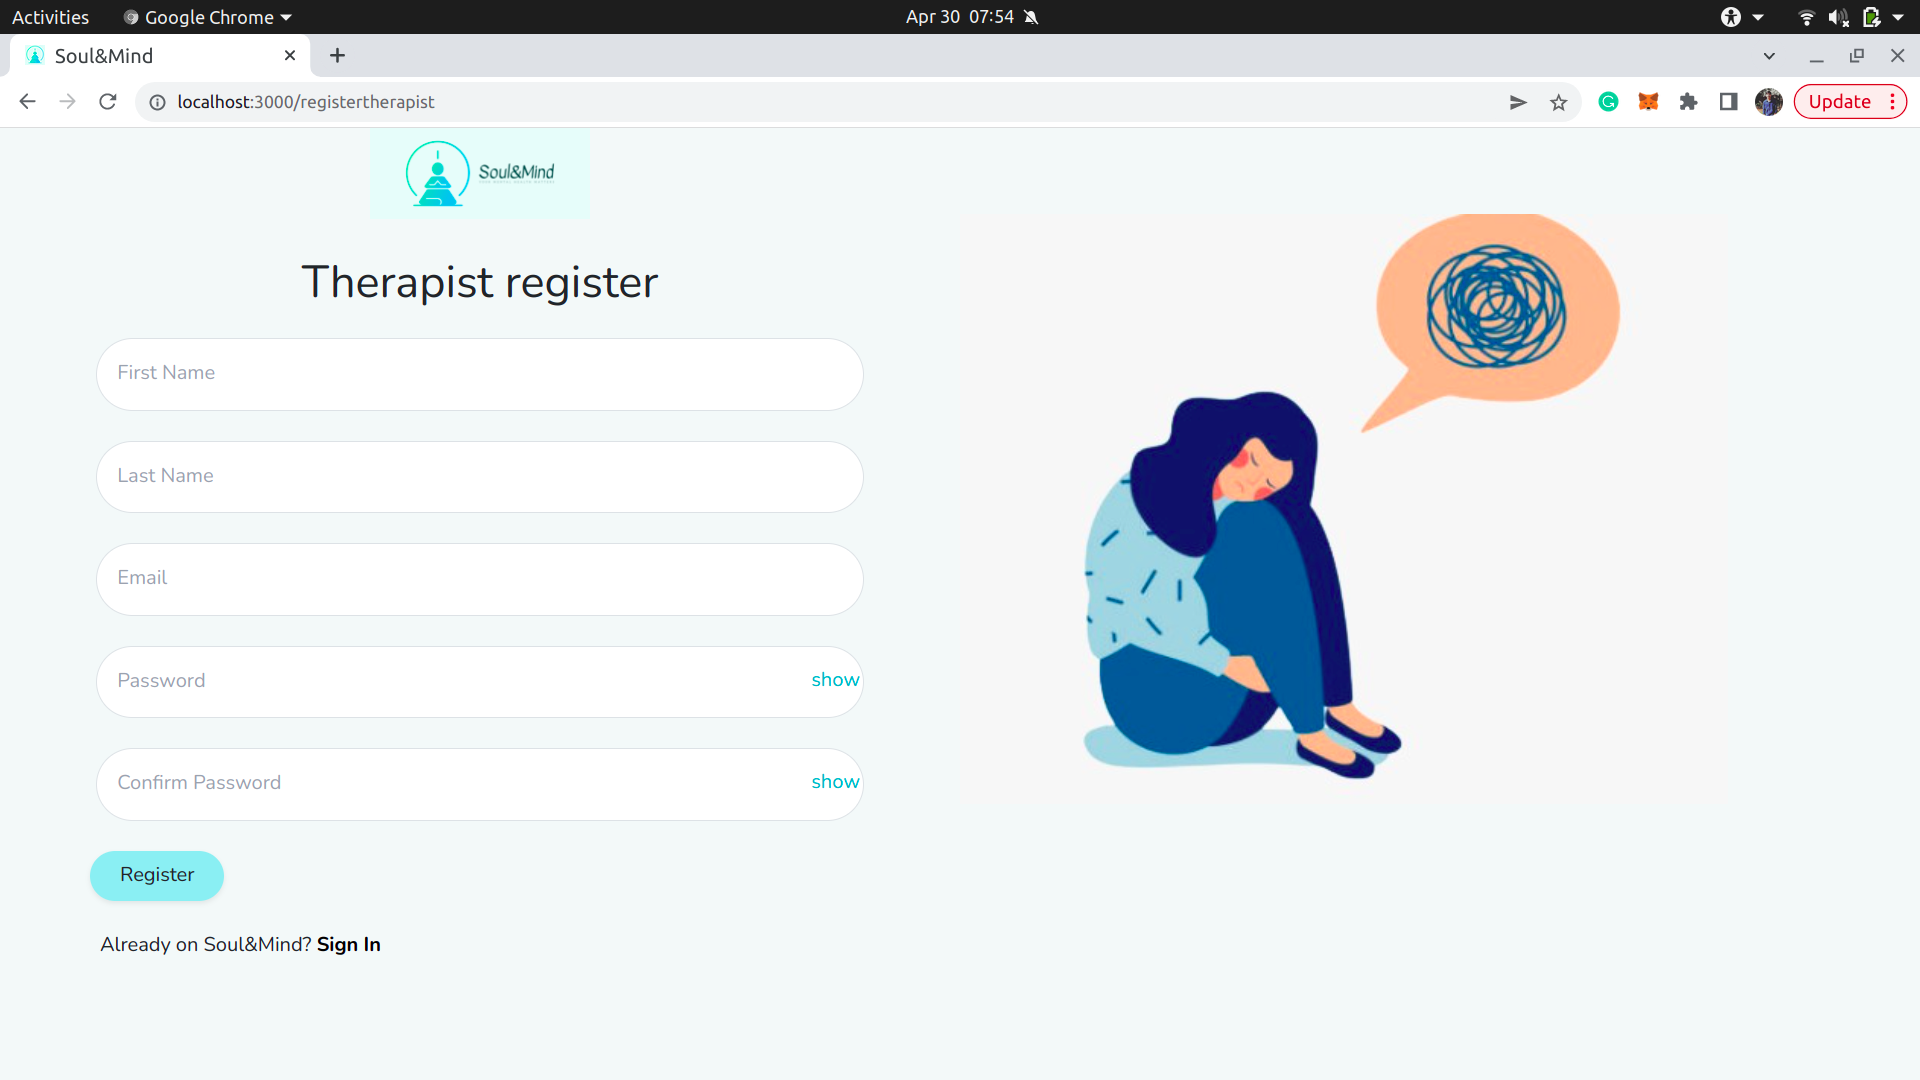 Activities
Google Chrome
Apr 30 07:54
Soul&Mind
localhost:3000/registertherapist
Update
Soul&Mind
Therapist register
First Name
Last Name
Email
Password
show
Confirm Password
show
Register
Already on Soul&Mind? Sign In